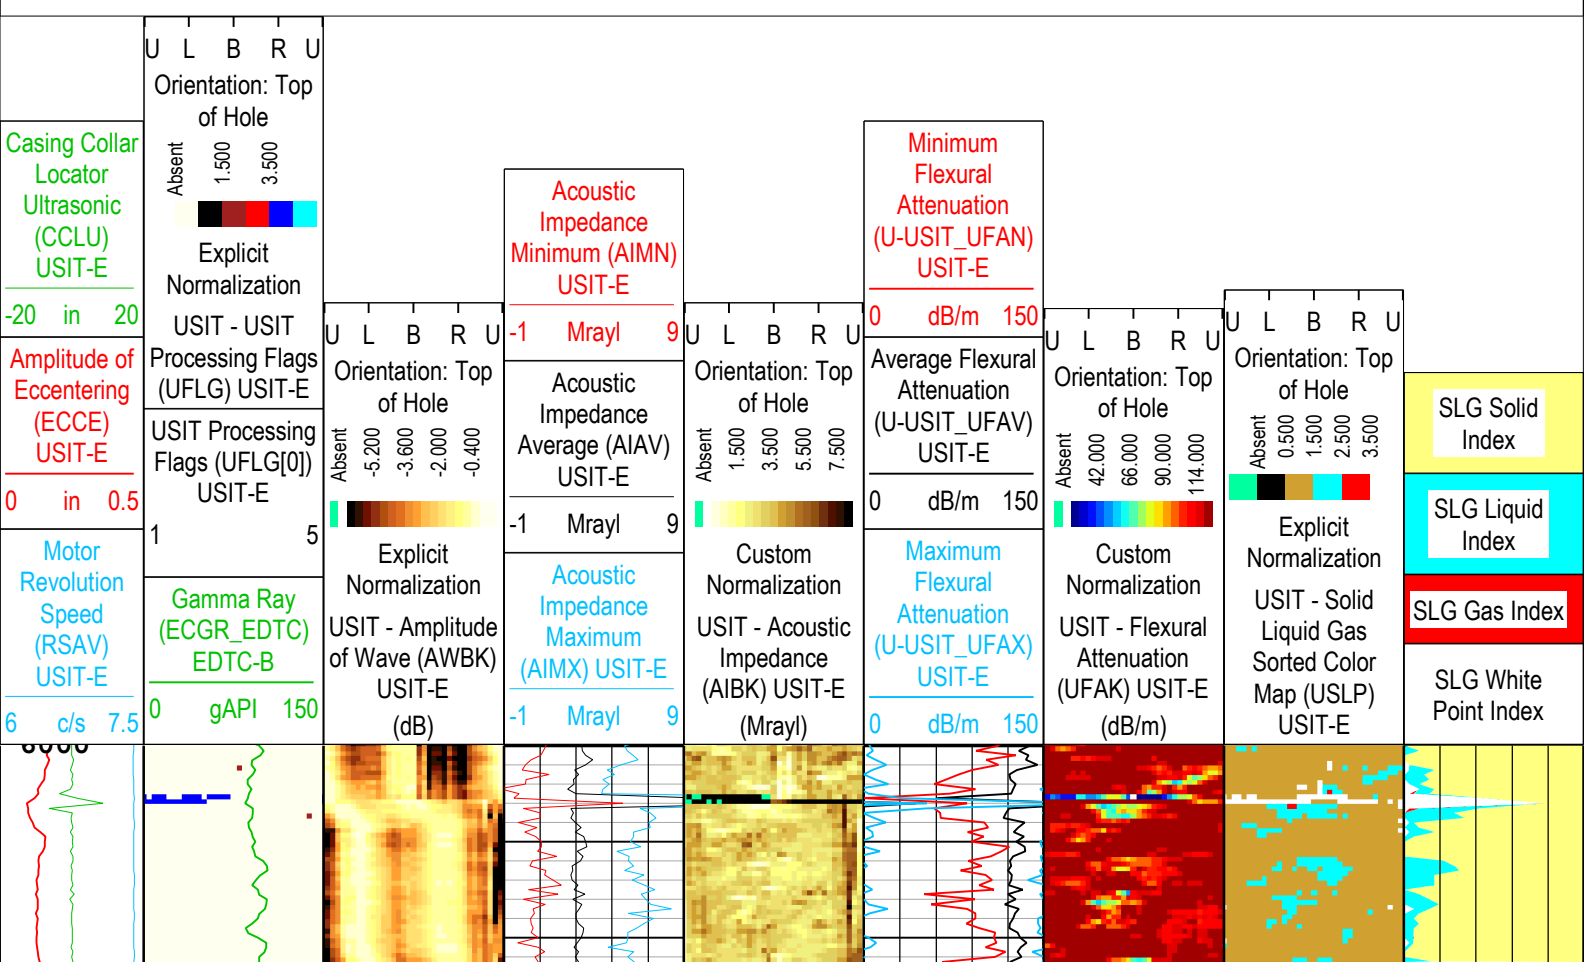 U L B R U
Orientation: Top
of Hole
Absent
1.500
3.500
Explicit
Normalization
USIT - USIT
Processing Flags
(UFLG) USIT-E
USIT Processing
Flags (UFLG[0])
USIT-E
1 5
Gamma Ray
(ECGR_EDTC)
EDTC-B
0 gAPI 150
Casing Collar
Locator
Ultrasonic
(CCLU)
USIT-E
-20 in 20
Amplitude of
Eccentering
(ECCE)
USIT-E
0 in 0.5
Motor
Revolution
Speed
(RSAV)
USIT-E
6 c/s 7.5
U L B R U
Orientation: Top
of Hole
Absent
-5.200
-3.600
-2.000
-0.400
Explicit
Normalization
USIT - Amplitude
of Wave (AWBK)
USIT-E
(dB)
Acoustic
Impedance
Minimum (AIMN)
USIT-E
-1 Mrayl 9
Acoustic
Impedance
Average (AIAV)
USIT-E
-1 Mrayl 9
Acoustic
Impedance
Maximum
(AIMX) USIT-E
-1 Mrayl 9
U L B R U
Orientation: Top
of Hole
Absent
1.500
3.500
5.500
7.500
Custom
Normalization
USIT - Acoustic
Impedance
(AIBK) USIT-E
(Mrayl)
Minimum
Flexural
Attenuation
(U-USIT_UFAN)
USIT-E
0 dB/m 150
Average Flexural
Attenuation
(U-USIT_UFAV)
USIT-E
0 dB/m 150
Maximum
Flexural
Attenuation
(U-USIT_UFAX)
USIT-E
0 dB/m 150
U L B R U
Orientation: Top
of Hole
Absent
42.000
66.000
90.000
114.000
Custom
Normalization
USIT - Flexural
Attenuation
(UFAK) USIT-E
(dB/m)
U L B R U
Orientation: Top
of Hole
Absent
0.500
1.500
2.500
3.500
Explicit
Normalization
USIT - Solid
Liquid Gas
Sorted Color
Map (USLP)
USIT-E
SLG Solid
Index
SLG Liquid
Index
SLG Gas Index
SLG White
Point Index